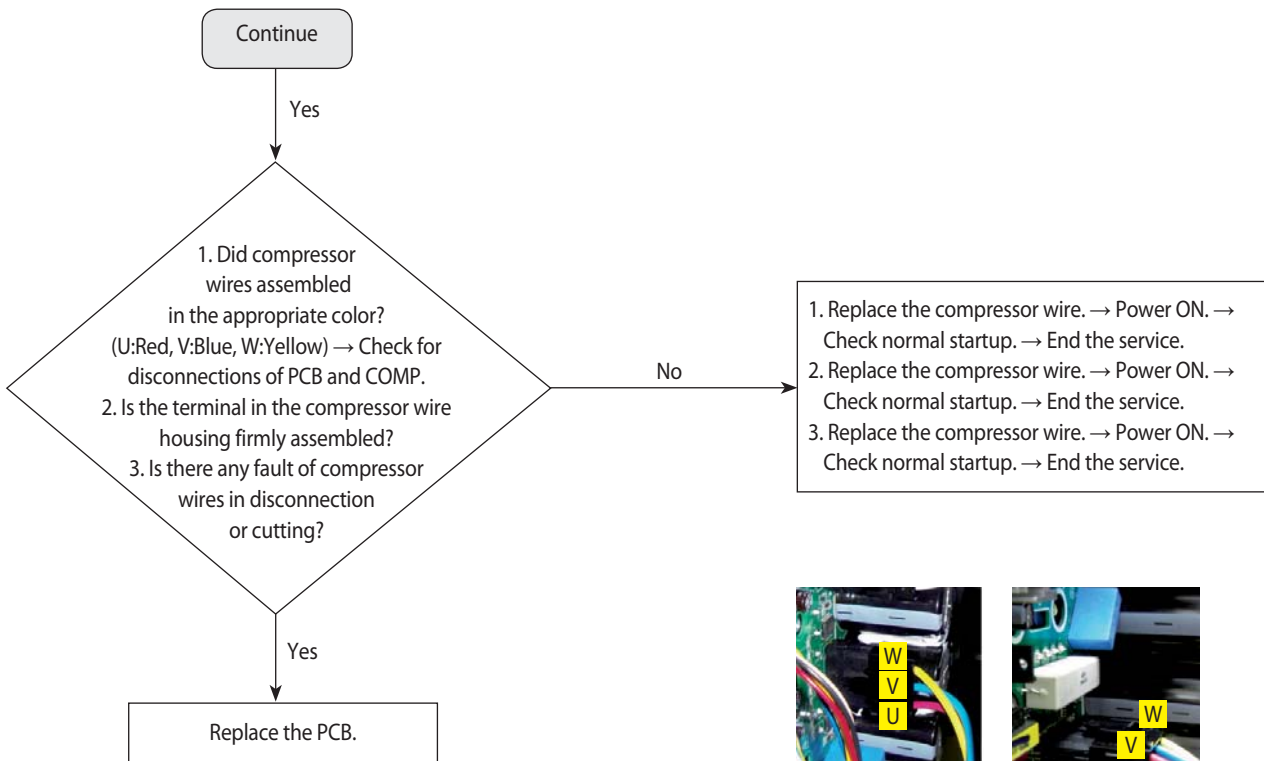 Continue
Yes
1. Did compressor
wires assembled
in the appropriate color?
(U:Red, V:Blue, W:Yellow) → Check for
disconnections of PCB and COMP.
2. Is the terminal in the compressor wire
housing firmly assembled?
3. Is there any fault of compressor
wires in disconnection
or cutting?
No
1. Replace the compressor wire. → Power ON. →
Check normal startup. → End the service.
2. Replace the compressor wire. → Power ON. →
Check normal startup. → End the service.
3. Replace the compressor wire. → Power ON. →
Check normal startup. → End the service.
Yes
Replace the PCB.
W
V
U
W
V